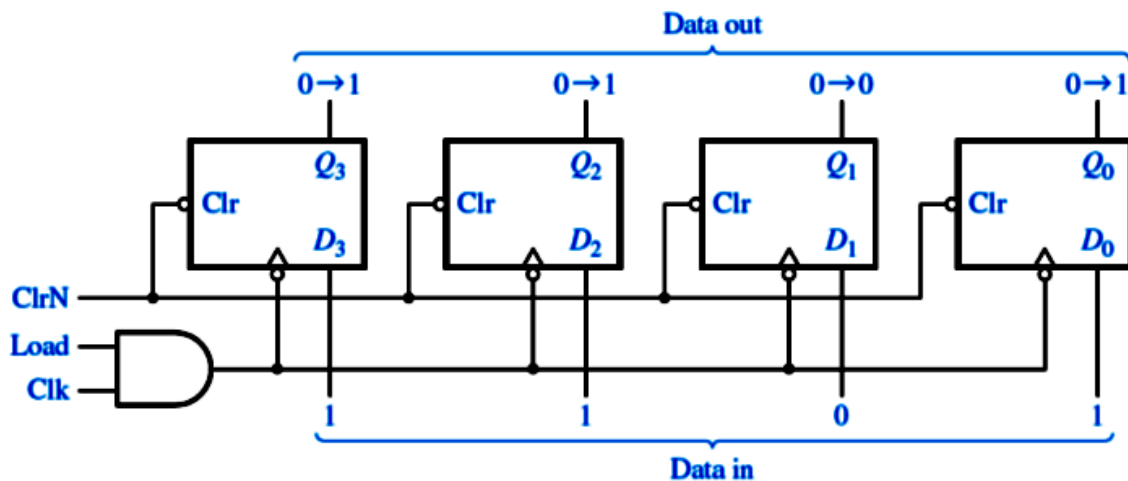 Data out
0→1 0→1 0→0 0→1
Q₃ Q₂ Q₁ Q₀
Clr Clr Clr Clr
D₃ D₂ D₁ D₀
ClrN
Load
Clk
1 1 0 1
Data in